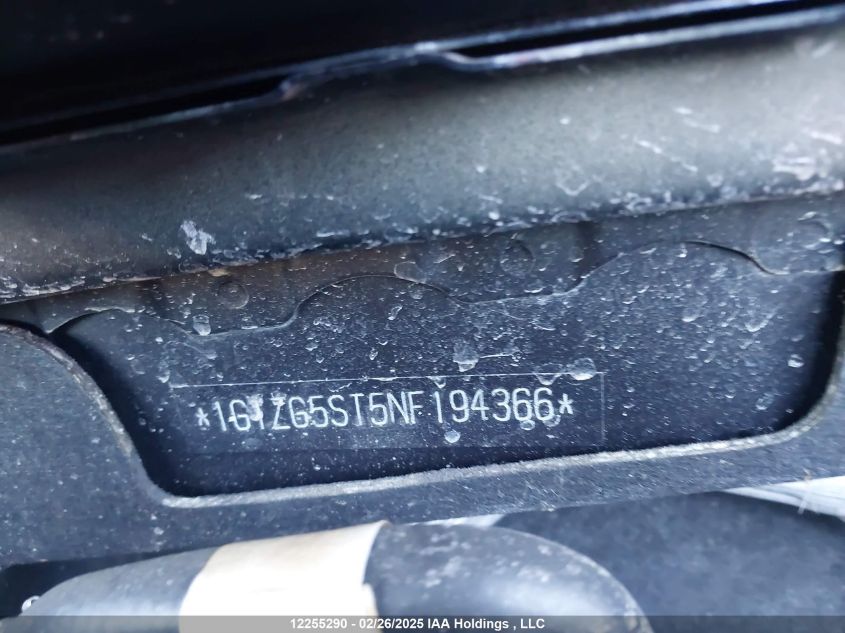 *1G1ZG5ST5NF194366*
12255290 - 02/26/2025 IAA Holdings , LLC